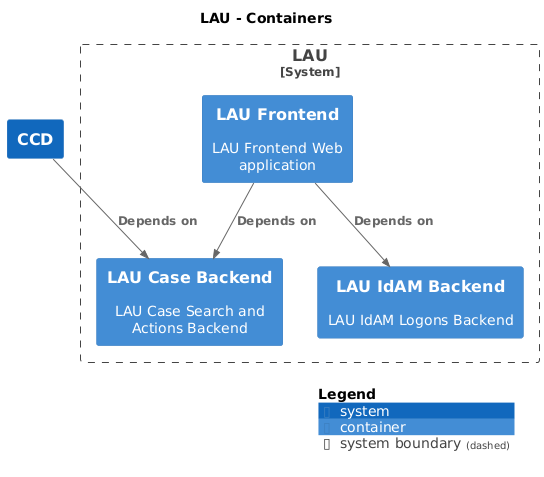 LAU - Containers
LAU
[System]
LAU Frontend
LAU Frontend Web
application
CCD
Depends on
Depends on
Depends on
LAU Case Backend
LAU Case Search and
Actions Backend
LAU IdAM Backend
LAU IdAM Logons Backend
Legend
system
container
system boundary (dashed)